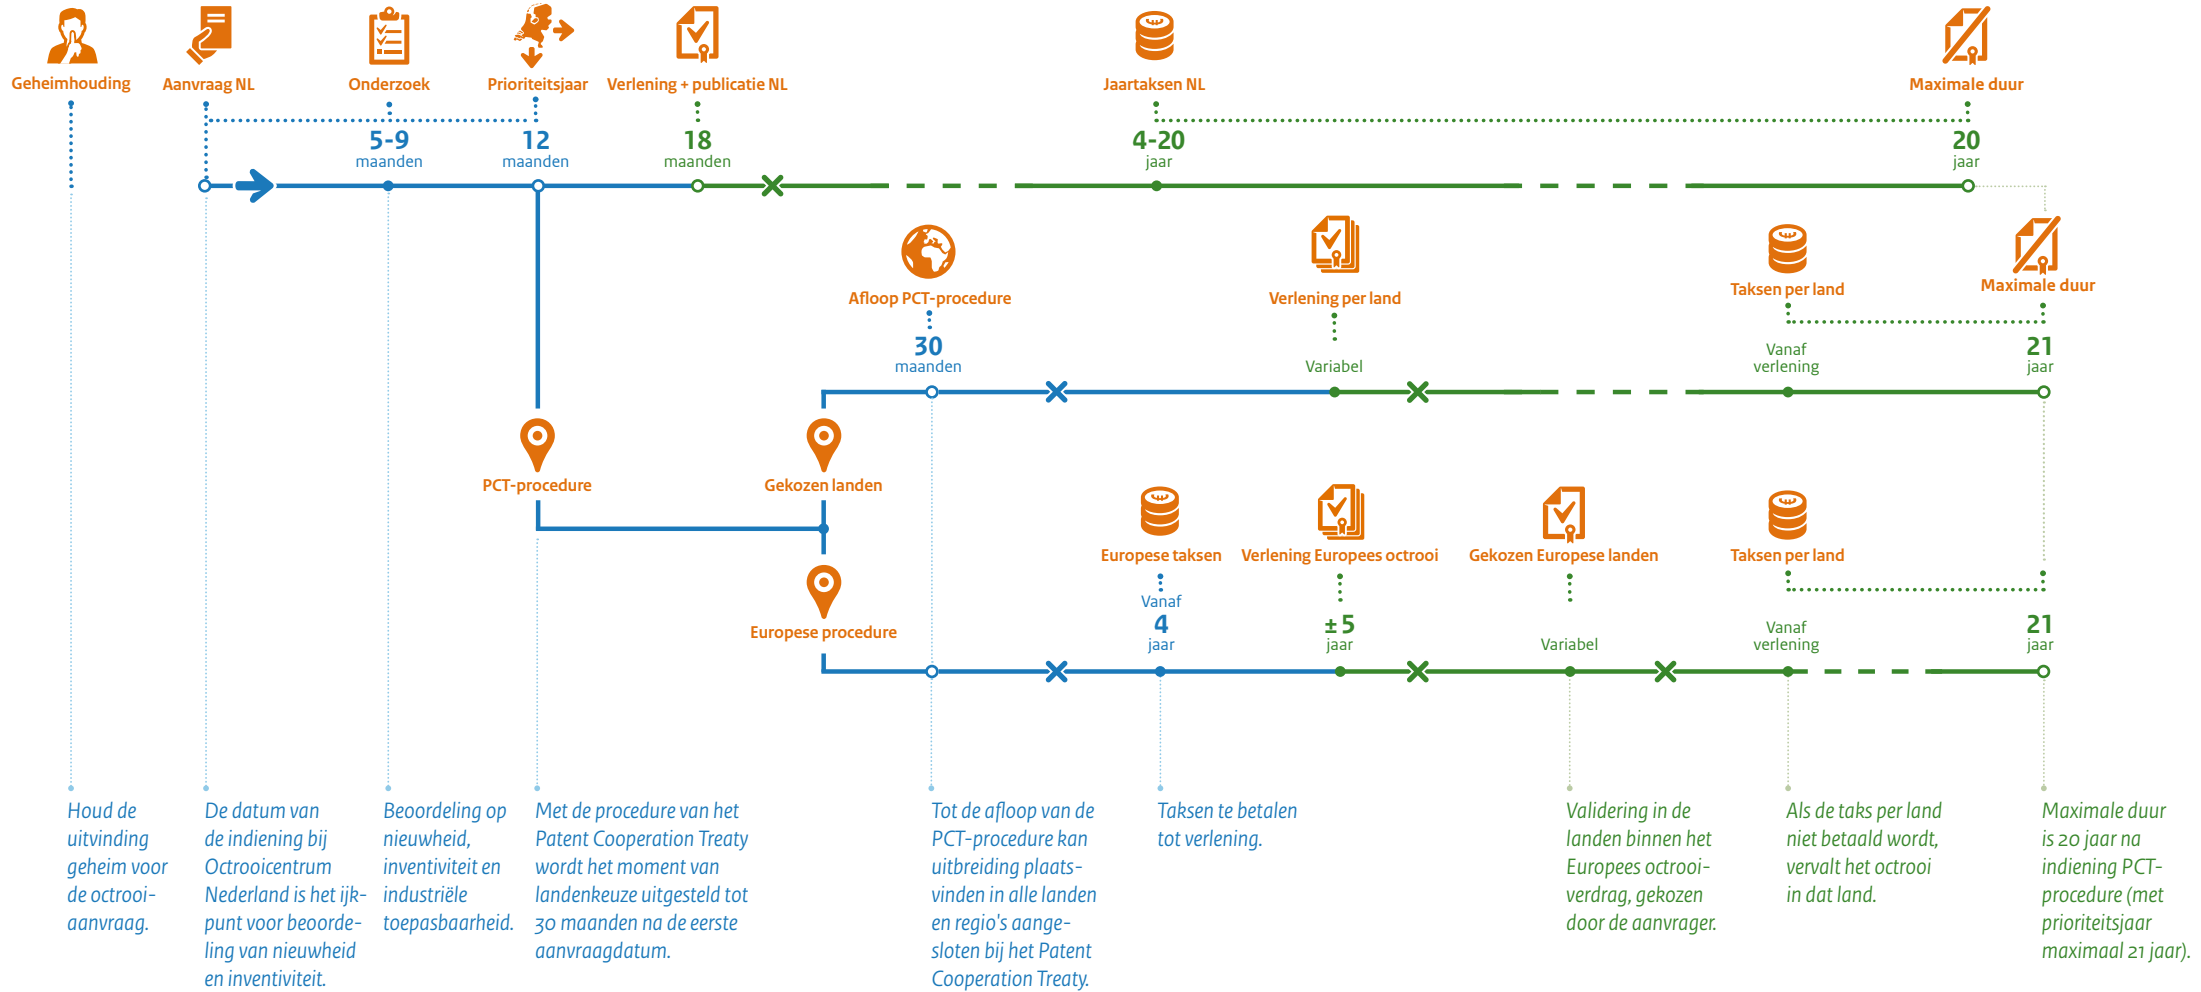 Geheimhouding
Aanvraag NL
Onderzoek
Prioriteitsjaar
Verlening + publicatie NL
Jaartaksen NL
Maximale duur
5-9
maanden
12
maanden
18
maanden
4-20
jaar
20
jaar
Afloop PCT-procedure
Verlening per land
Taksen per land
Maximale duur
30
maanden
Variabel
Vanaf
verlening
21
jaar
PCT-procedure
Gekozen landen
Europese procedure
Europese taksen
Verlening Europees octrooi
Gekozen Europese landen
Taksen per land
Vanaf
4
jaar
± 5
jaar
Variabel
Vanaf
verlening
21
jaar
Houd de
uitvinding
geheim voor
de octrooi-
aanvraag.
De datum van
de indiening bij
Octrooicentrum
Nederland is het ijk-
punt voor beoorde-
ling van nieuwheid
en inventiviteit.
Beoordeling op
nieuwheid,
inventiviteit en
industriële
toepasbaarheid.
Met de procedure van het
Patent Cooperation Treaty
wordt het moment van
landenkeuze uitgesteld tot
30 maanden na de eerste
aanvraagdatum.
Tot de afloop van de
PCT-procedure kan
uitbreiding plaats-
vinden in alle landen
en regio's aange-
sloten bij het Patent
Cooperation Treaty.
Taksen te betalen
tot verlening.
Validering in de
landen binnen het
Europees octrooi-
verdrag, gekozen
door de aanvrager.
Als de taks per land
niet betaald wordt,
vervalt het octrooi
in dat land.
Maximale duur
is 20 jaar na
indiening PCT-
procedure (met
prioriteitsjaar
maximaal 21 jaar).